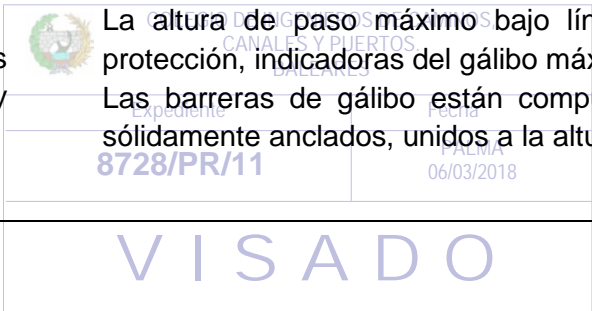 COLEGIO DE INGENIEROS DE CAMINOS,
CANALES Y PUERTOS.
BALEARES
Expediente
Fecha
8728/PR/11
PALMA
06/03/2018
VISADO
La altura de paso máximo bajo lín
s
protección, indicadoras del gálibo máx
y
Las barreras de gálibo están comp
sólidamente anclados, unidos a la altu